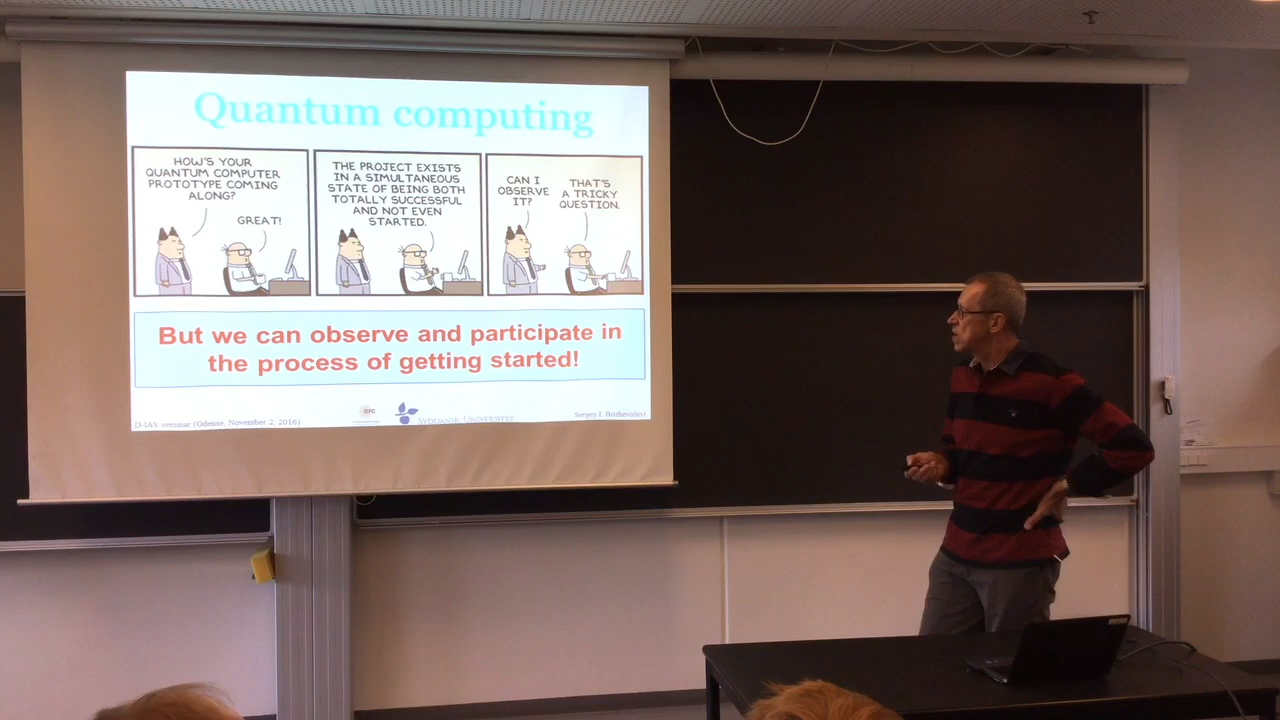 Quantum computing
HOW'S YOUR
QUANTUM COMPUTER
PROTOTYPE COMING
ALONG?
GREAT!
THE PROJECT EXISTS
IN A SIMULTANEOUS
STATE OF BEING BOTH
TOTALLY SUCCESSFUL
AND NOT EVEN
STARTED.
CAN I
OBSERVE
IT?
THAT'S
A TRICKY
QUESTION.
But we can observe and participate in
the process of getting started!
D-IAS seminar (Odense, November 2, 2016)
erc
SYDDANSK UNIVERSITET
Sergey I. Bozhevolnyi